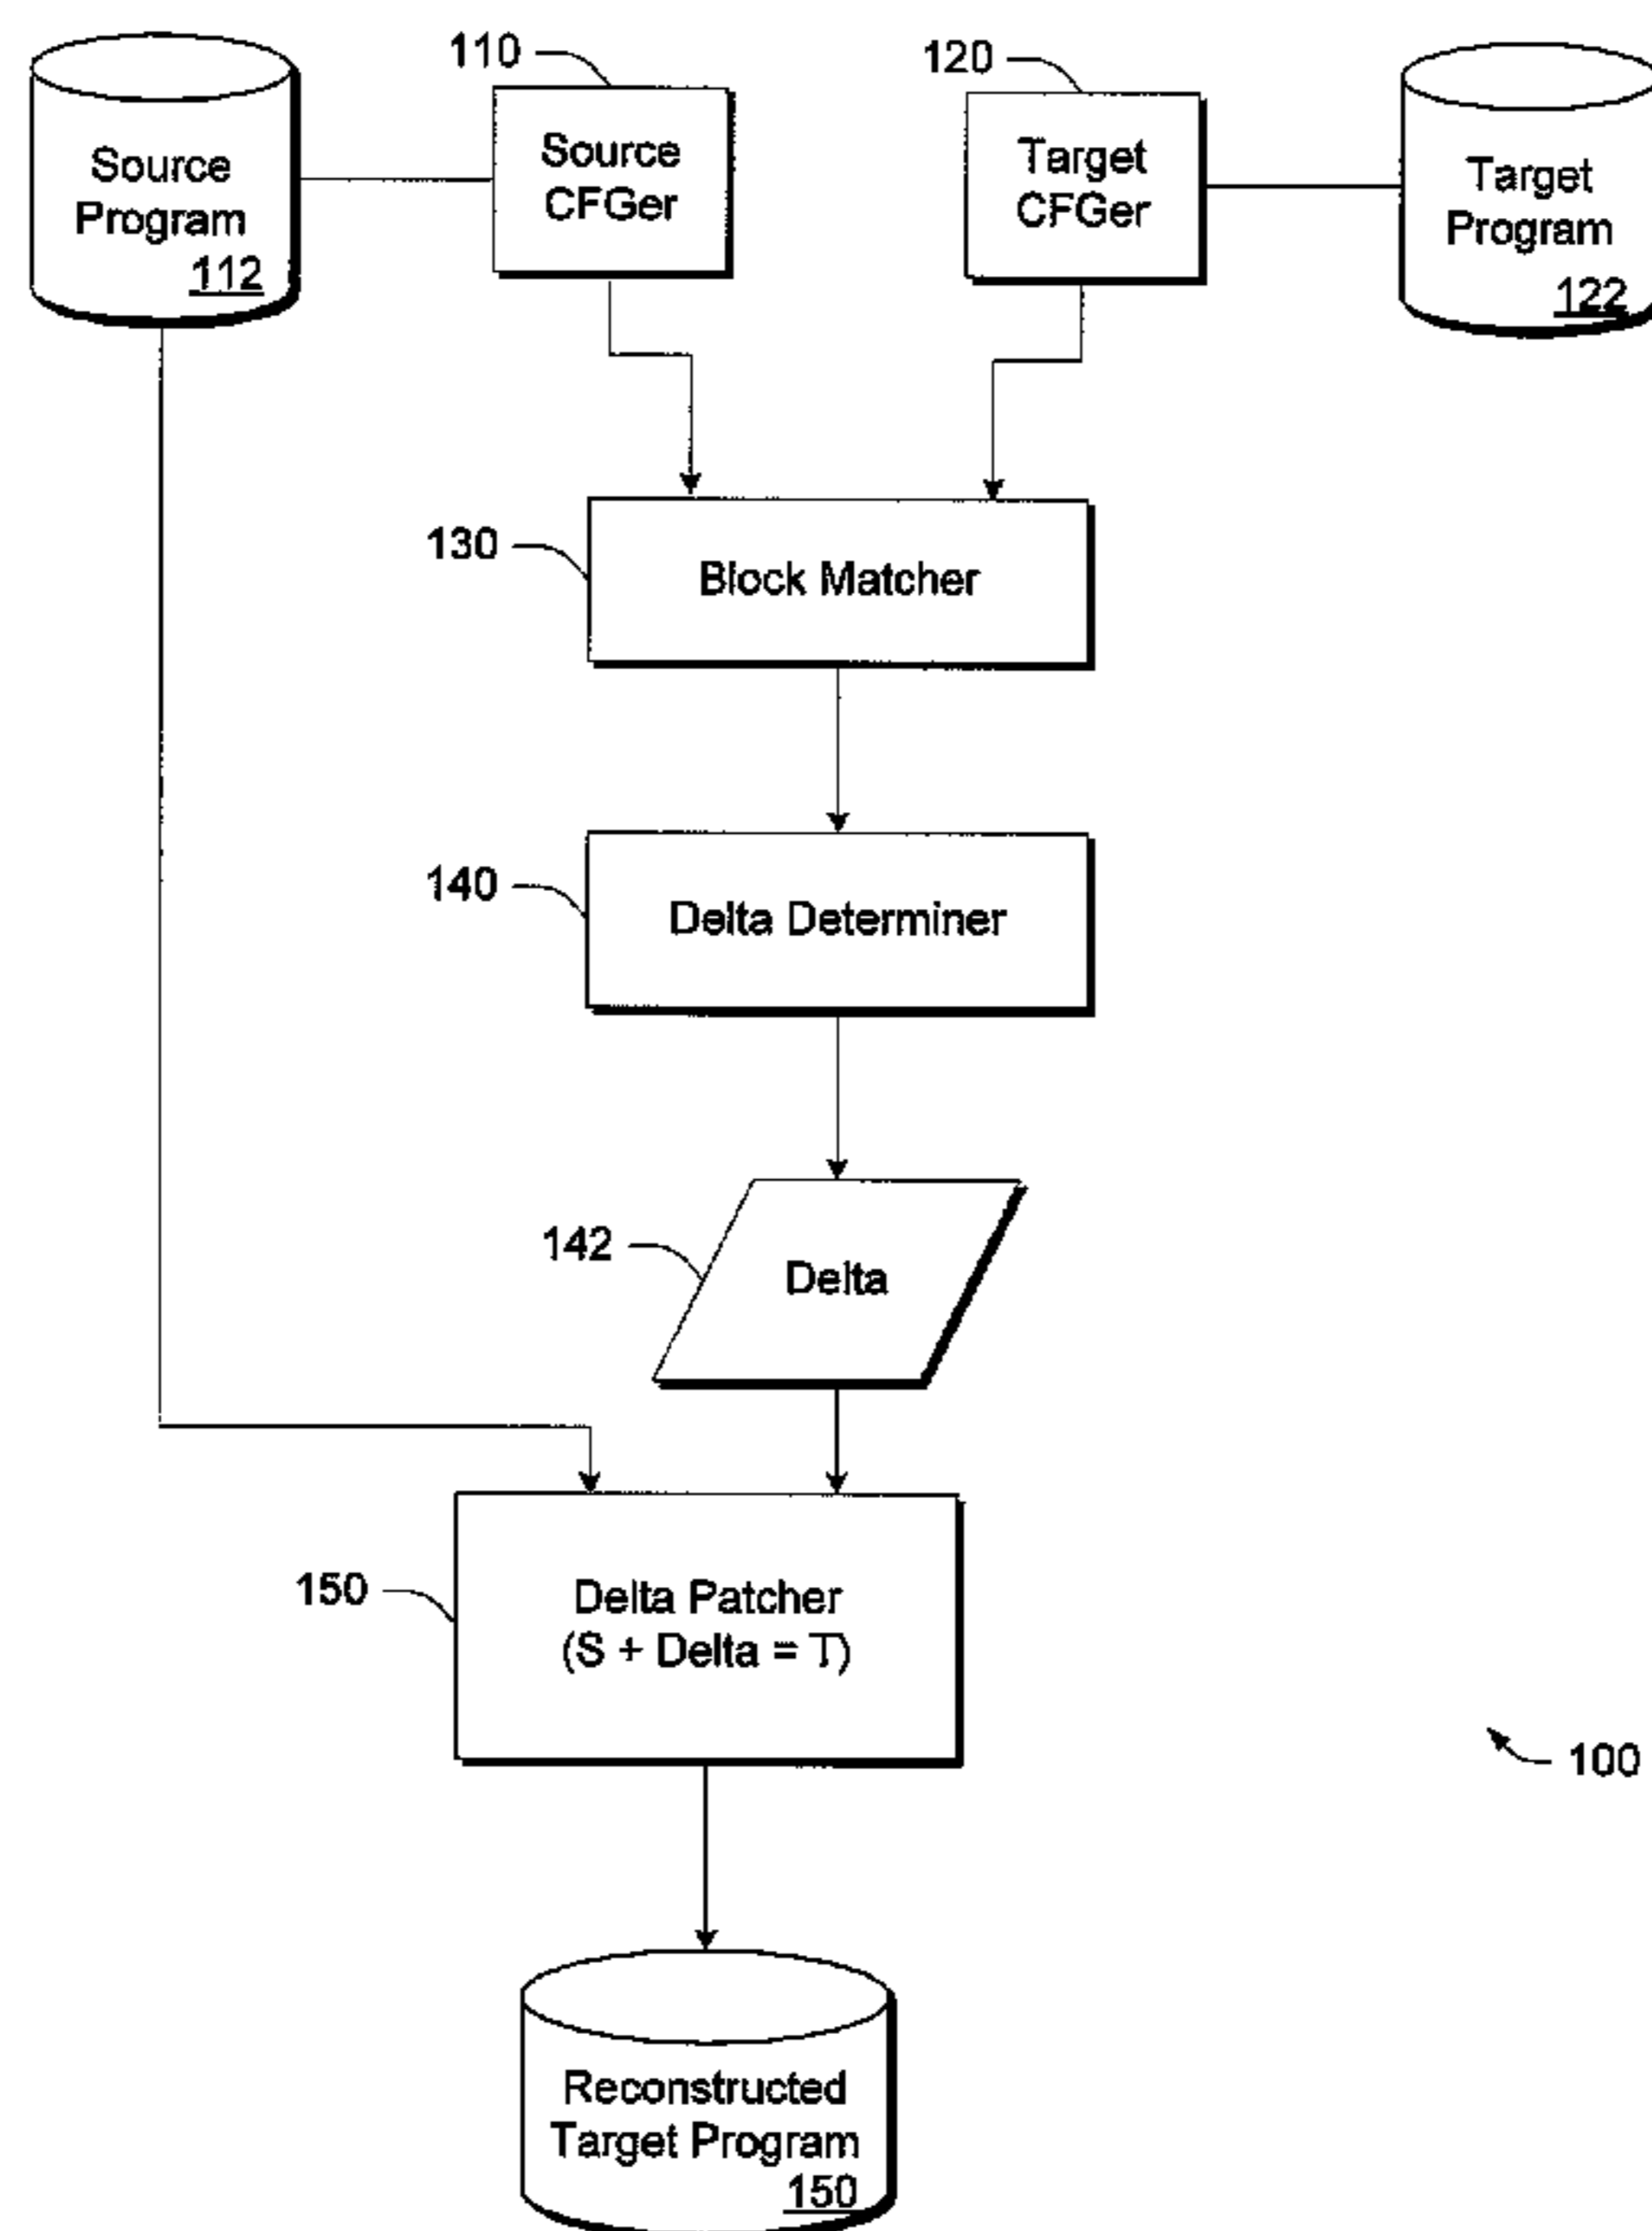 110
120
Source
Program
112
Source
CFGer
Target
CFGer
Target
Program
122
130
Block Matcher
140
Delta Determiner
142
Delta
150
Delta Patcher
(S + Delta = T)
100
Reconstructed
Target Program
150